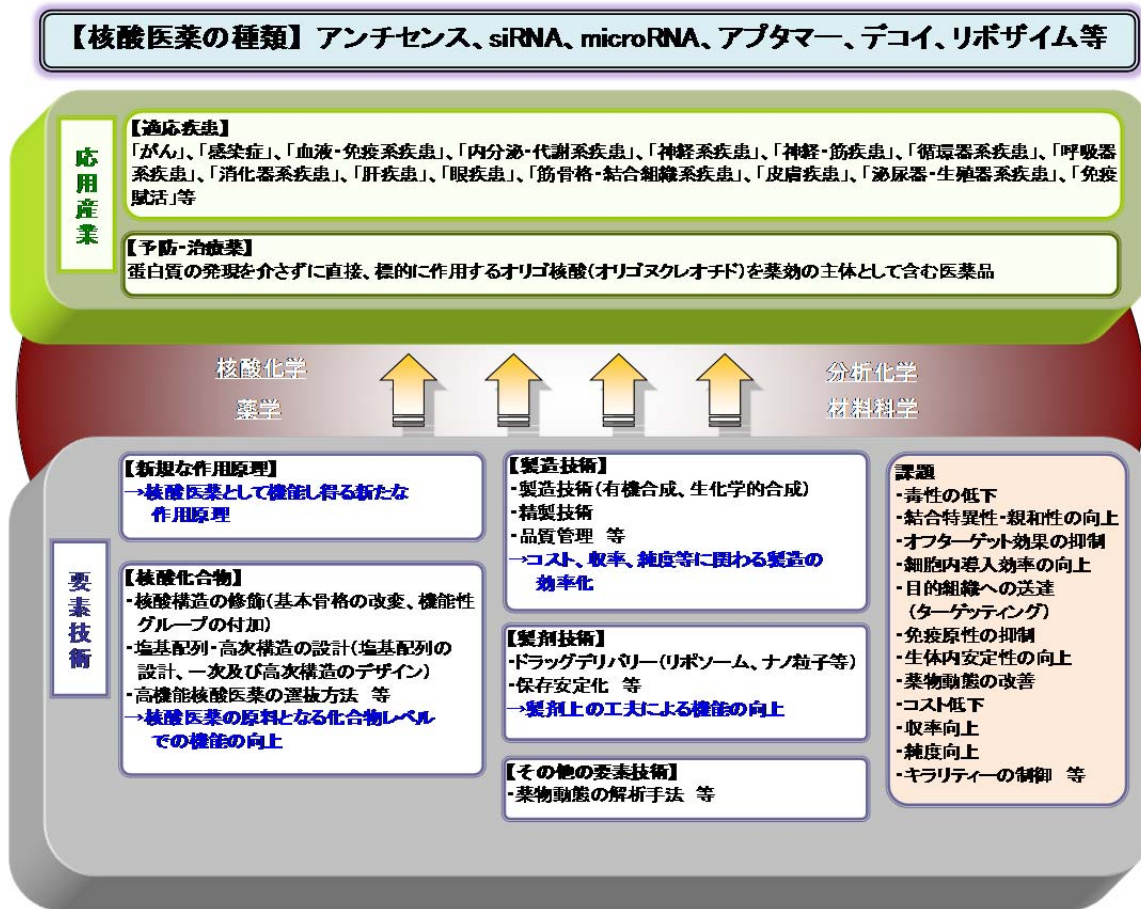 【核酸医薬の種類】アンチセンス、siRNA、microRNA、アプタマー、デコイ、リボザイム等
応用産業
【適応疾患】
「がん」、「感染症」、「血液・免疫系疾患」、「内分泌・代謝系疾患」、「神経系疾患」、「神経・筋疾患」、「循環器系疾患」、「呼吸器
系疾患」、「消化器系疾患」、「肝疾患」、「眼疾患」、「筋骨格・結合組織系疾患」、「皮膚疾患」、「泌尿器・生殖器系疾患」、「免疫
賦活」等
【予防・治療薬】
蛋白質の発現を介さずに直接、標的に作用するオリゴ核酸(オリゴヌクレオチド)を薬効の主体として含む医薬品
核酸化学
薬学
分析化学
材料科学
要素技術
【新規な作用原理】
→核酸医薬として機能し得る新たな
作用原理
【核酸化合物】
・核酸構造の修飾(基本骨格の改変、機能性
グループの付加)
・塩基配列・高次構造の設計(塩基配列の
設計、一次及び高次構造のデザイン)
・高機能核酸医薬の選抜方法 等
→核酸医薬の原料となる化合物レベル
での機能の向上
【製造技術】
・製造技術(有機合成、生化学的合成)
・精製技術
・品質管理 等
→コスト、収率、純度等に関わる製造の
効率化
【製剤技術】
・ドラッグデリバリー(リポソーム、ナノ粒子等)
・保存安定化 等
→製剤上の工夫による機能の向上
【その他の要素技術】
・薬物動態の解析手法 等
課題
・毒性の低下
・結合特異性・親和性の向上
・オフターゲット効果の抑制
・細胞内導入効率の向上
・目的組織への送達
(ターゲッティング)
・免疫原性の抑制
・生体内安定性の向上
・薬物動態の改善
・コスト低下
・収率向上
・純度向上
・キラリティーの制御 等